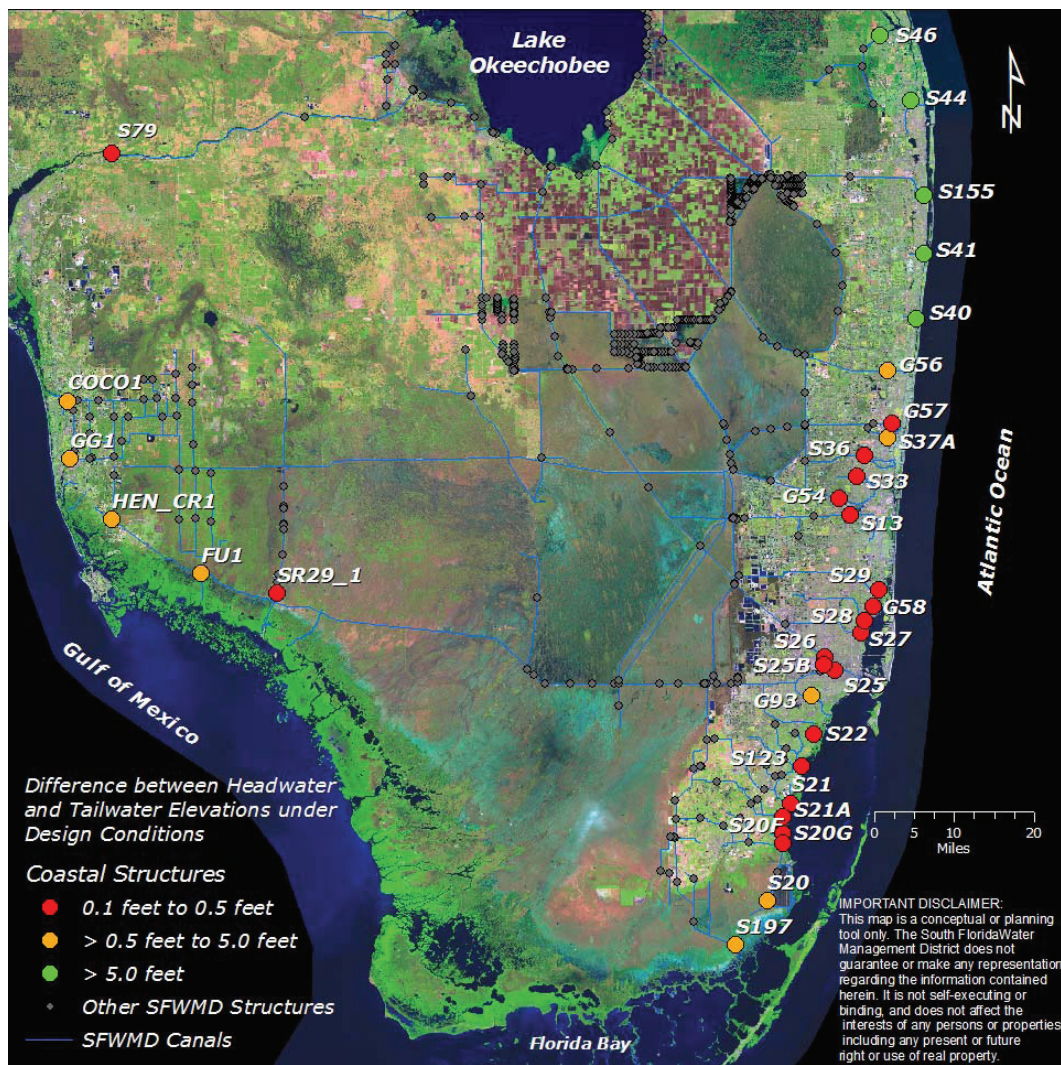 Lake
Okeechobee
S46
S44
S79
S155
S41
S40
G56
COCO1
G57
GG1
S37A
S36
S33
HEN_CR1
G54
S13
FU1
SR29_1
S29
G58
S28
S27
S26
S25B
S25
G93
S22
S123
S21
S21A
S20F
S20G
S20
S197
Atlantic Ocean
Gulf of Mexico
Florida Bay
N
0 5 10 20
Miles
Difference between Headwater
and Tailwater Elevations under
Design Conditions
Coastal Structures
0.1 feet to 0.5 feet
> 0.5 feet to 5.0 feet
> 5.0 feet
Other SFWMD Structures
SFWMD Canals
IMPORTANT DISCLAIMER:
This map is a conceptual or planning
tool only. The South FloridaWater
Management District does not
guarantee or make any representation
regarding the information contained
herein. It is not self-executing or
binding, and does not affect the
interests of any persons or properties,
including any present or future
right or use of real property.